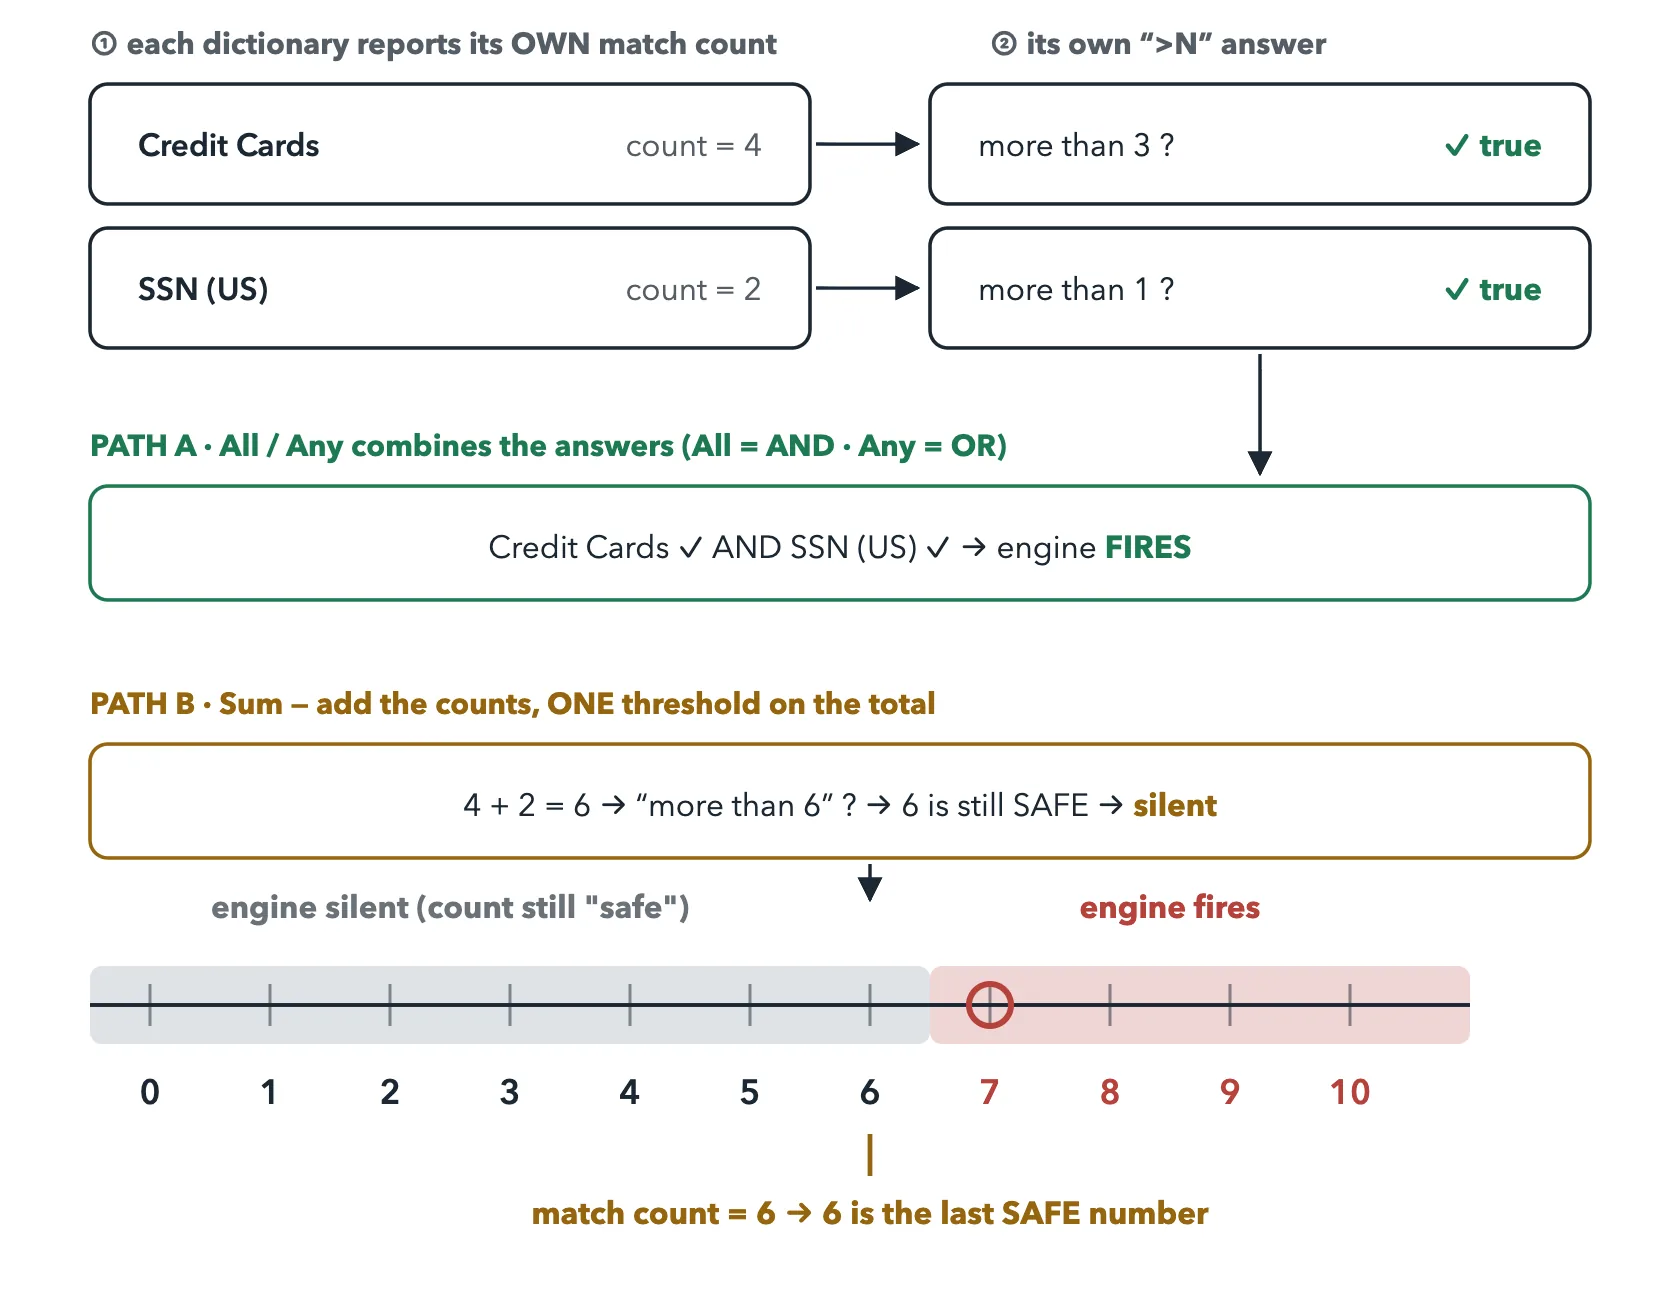 ① each dictionary reports its OWN match count
② its own “>N” answer
Credit Cards count = 4
more than 3 ? ✓ true
SSN (US) count = 2
more than 1 ? ✓ true
PATH A · All / Any combines the answers (All = AND · Any = OR)
Credit Cards ✓ AND SSN (US) ✓ → engine FIRES
PATH B · Sum – add the counts, ONE threshold on the total
4 + 2 = 6 → “more than 6” ? → 6 is still SAFE → silent
engine silent (count still "safe")
engine fires
0 1 2 3 4 5 6 7 8 9 10
match count = 6 → 6 is the last SAFE number